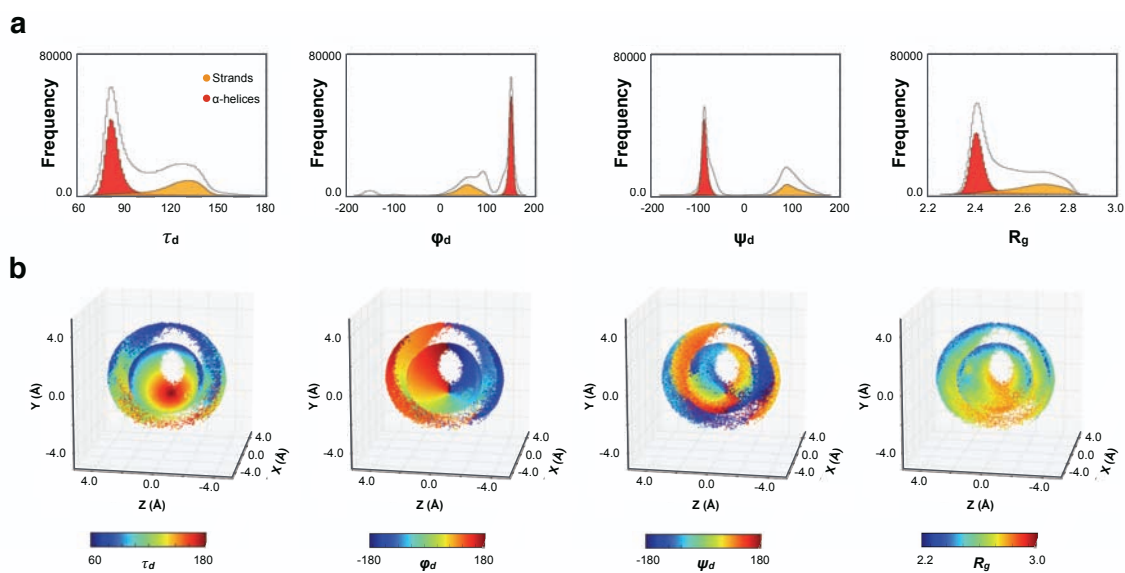 a
80000 80000 80000 80000
Frequency Frequency Frequency Frequency
Strands
α-helices
0.0 0.0 0.0 0.0
60 90 120 150 180 -200 -100 0 100 200 -200 -100 0 100 200 2.2 2.4 2.6 2.8 3.0
τd φd ψd Rg
b
4.0 4.0 4.0 4.0
Y (Å) Y (Å) Y (Å) Y (Å)
0.0 0.0 0.0 0.0
4.0 4.0 4.0 4.0
0.0 0.0 0.0 0.0
-4.0 -4.0 -4.0 -4.0
X (Å) X (Å) X (Å) X (Å)
-4.0 -4.0 -4.0 -4.0
4.0 0.0 -4.0 4.0 0.0 -4.0 4.0 0.0 -4.0 4.0 0.0 -4.0
Z (Å) Z (Å) Z (Å) Z (Å)
60 τd 180 -180 φd 180 -180 ψd 180 2.2 Rg 3.0